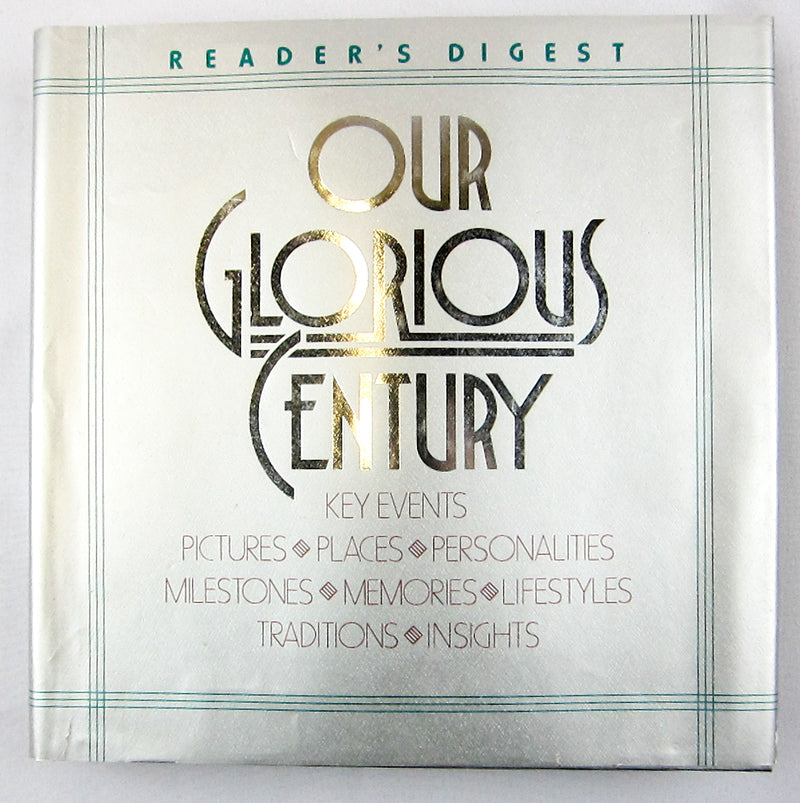 READER'S DIGEST
OUR
GLORIOUS
CENTURY
KEY EVENTS
PICTURES PLACES PERSONALITIES
MILESTONES MEMORIES LIFESTYLES
TRADITIONS INSIGHTS